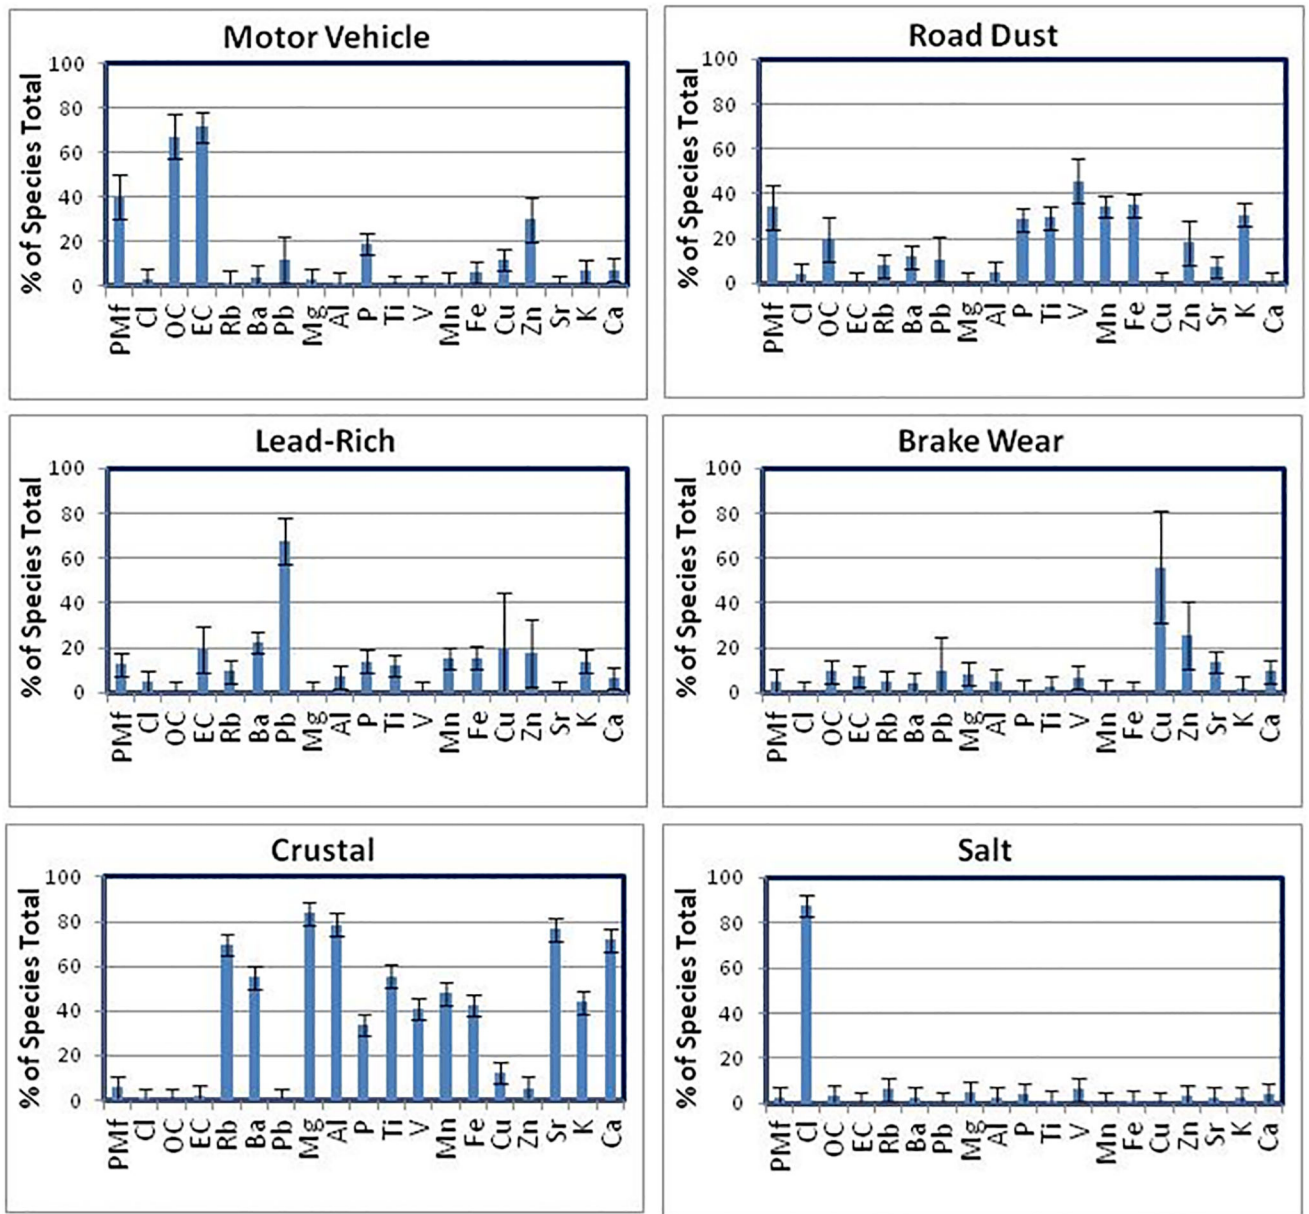 Motor Vehicle
% of Species Total
100
80
60
40
20
0
PMf Cl OC EC Rb Ba Pb Mg Al P Ti V Mn Fe Cu Zn Sr K Ca
Road Dust
% of Species Total
100
80
60
40
20
0
PMf Cl OC EC Rb Ba Pb Mg Al P Ti V Mn Fe Cu Zn Sr K Ca
Lead-Rich
% of Species Total
100
80
60
40
20
0
PMf Cl OC EC Rb Ba Pb Mg Al P Ti V Mn Fe Cu Zn Sr K Ca
Brake Wear
% of Species Total
100
80
60
40
20
0
PMf Cl OC EC Rb Ba Pb Mg Al P Ti V Mn Fe Cu Zn Sr K Ca
Crustal
% of Species Total
100
80
60
40
20
0
PMf Cl OC EC Rb Ba Pb Mg Al P Ti V Mn Fe Cu Zn Sr K Ca
Salt
% of Species Total
100
80
60
40
20
0
PMf Cl OC EC Rb Ba Pb Mg Al P Ti V Mn Fe Cu Zn Sr K Ca